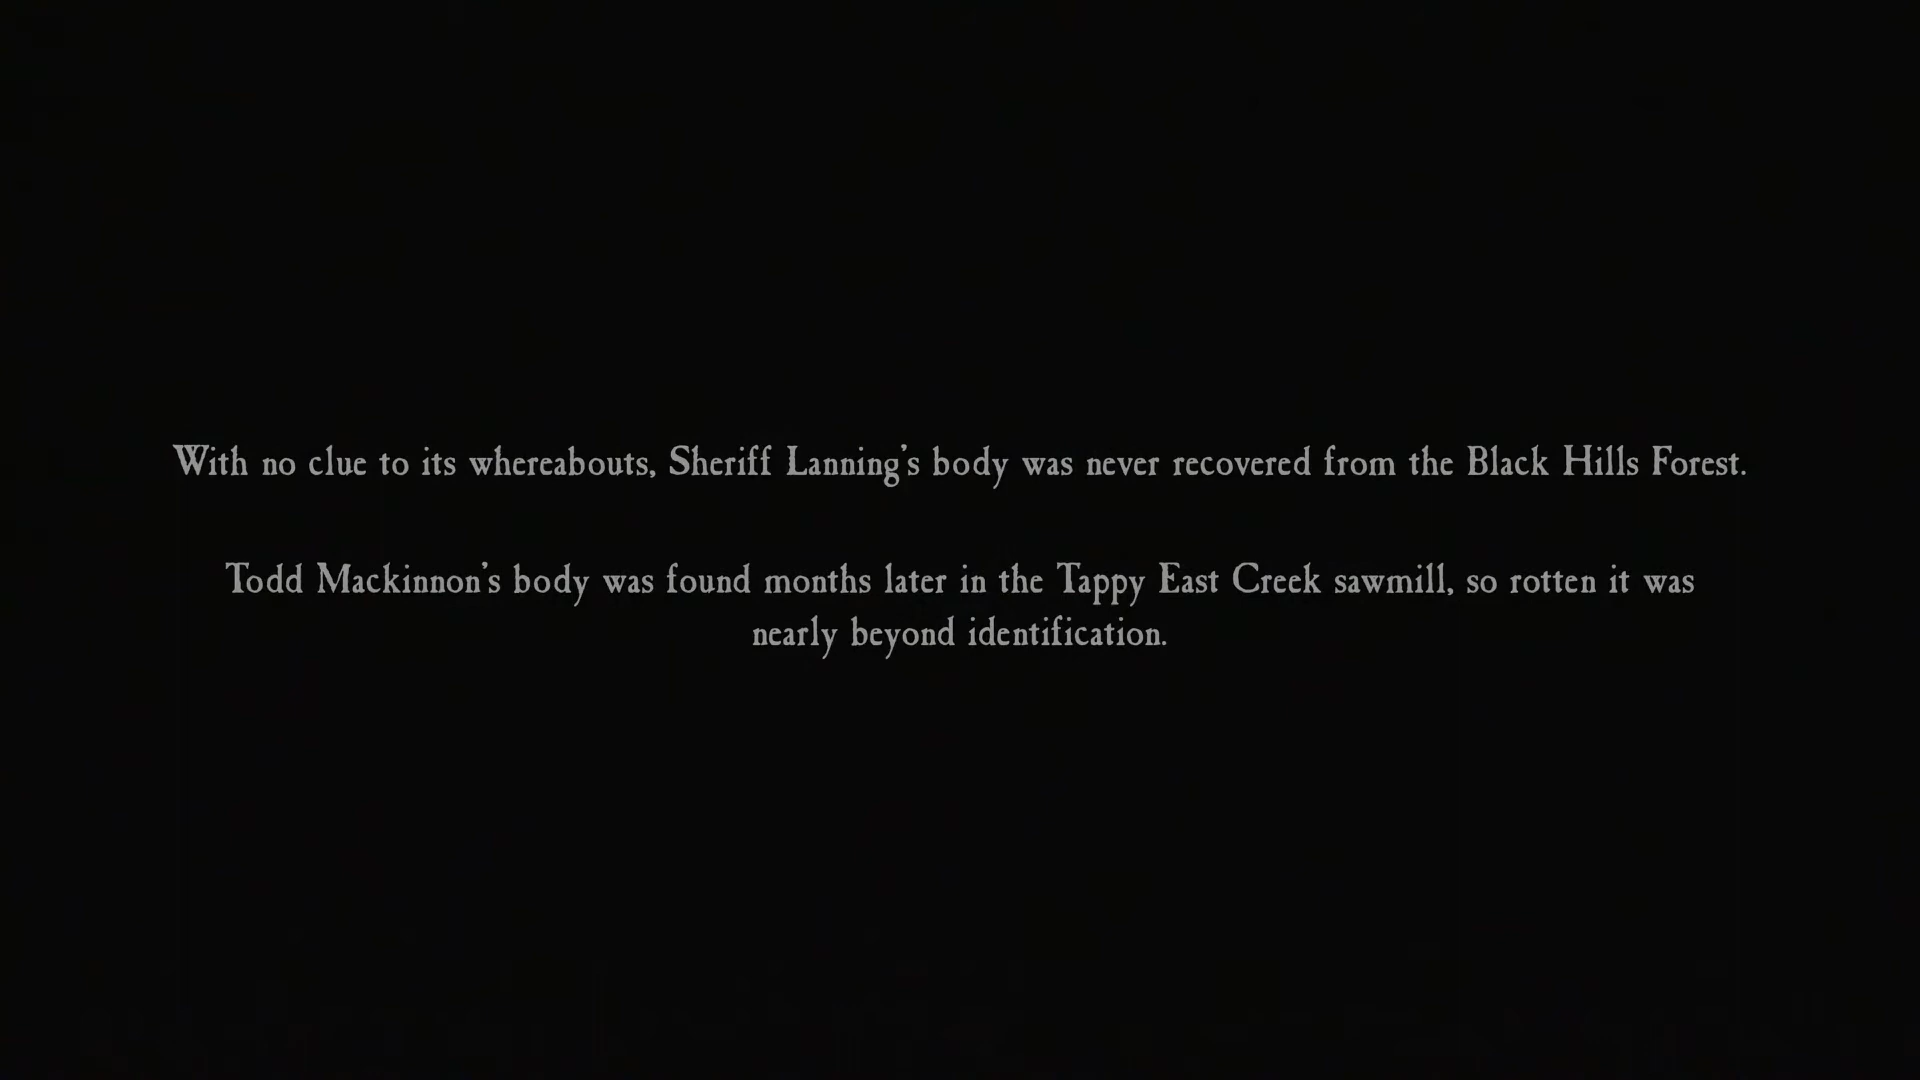 With no clue to its whereabouts, Sheriff Lanning's body was never recovered from the Black Hills Forest.
Todd Mackinnon's body was found months later in the Tappy East Creek sawmill, so rotten it was
nearly beyond identification.